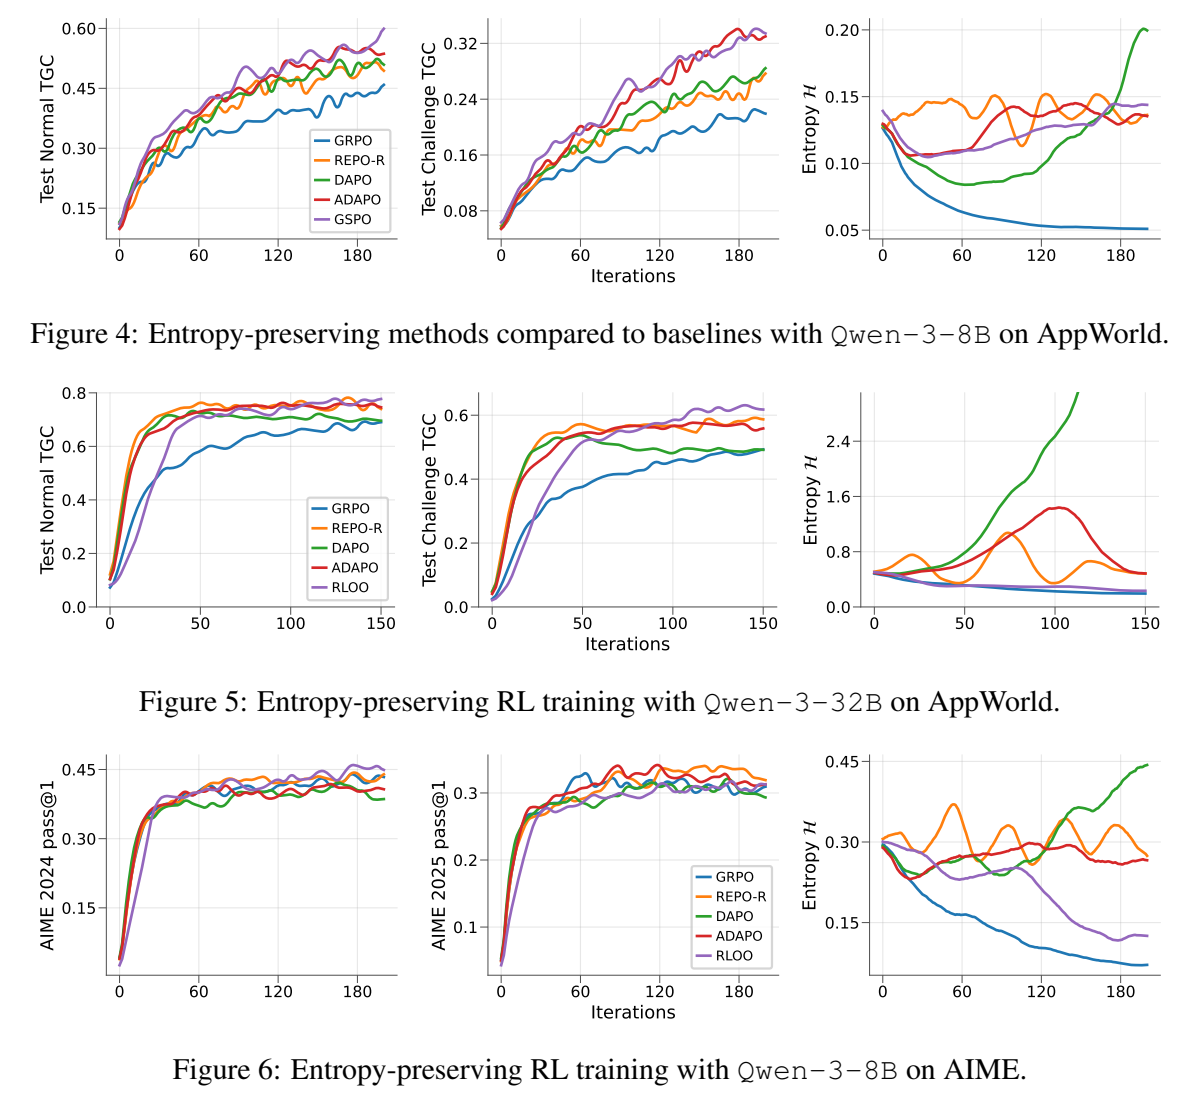 Test Normal TGC
0.60
0.45
0.30
0.15
0
60
120
180
GRPO
REPO-R
DAPO
ADAPO
GSPO
Test Challenge TGC
0.32
0.24
0.16
0.08
0
60
120
180
Iterations
Entropy ℋ
0.20
0.15
0.10
0.05
0
60
120
180
Figure 4: Entropy-preserving methods compared to baselines with Qwen-3-8B on AppWorld.
Test Normal TGC
0.8
0.6
0.4
0.2
0.0
0
50
100
150
GRPO
REPO-R
DAPO
ADAPO
RLOO
Test Challenge TGC
0.6
0.4
0.2
0.0
0
50
100
150
Iterations
Entropy ℋ
2.4
1.6
0.8
0.0
0
50
100
150
Figure 5: Entropy-preserving RL training with Qwen-3-32B on AppWorld.
AIME 2024 pass@1
0.45
0.30
0.15
0
60
120
180
AIME 2025 pass@1
0.3
0.2
0.1
0
60
120
180
GRPO
REPO-R
DAPO
ADAPO
RLOO
Iterations
Entropy ℋ
0.45
0.30
0.15
0
60
120
180
Figure 6: Entropy-preserving RL training with Qwen-3-8B on AIME.